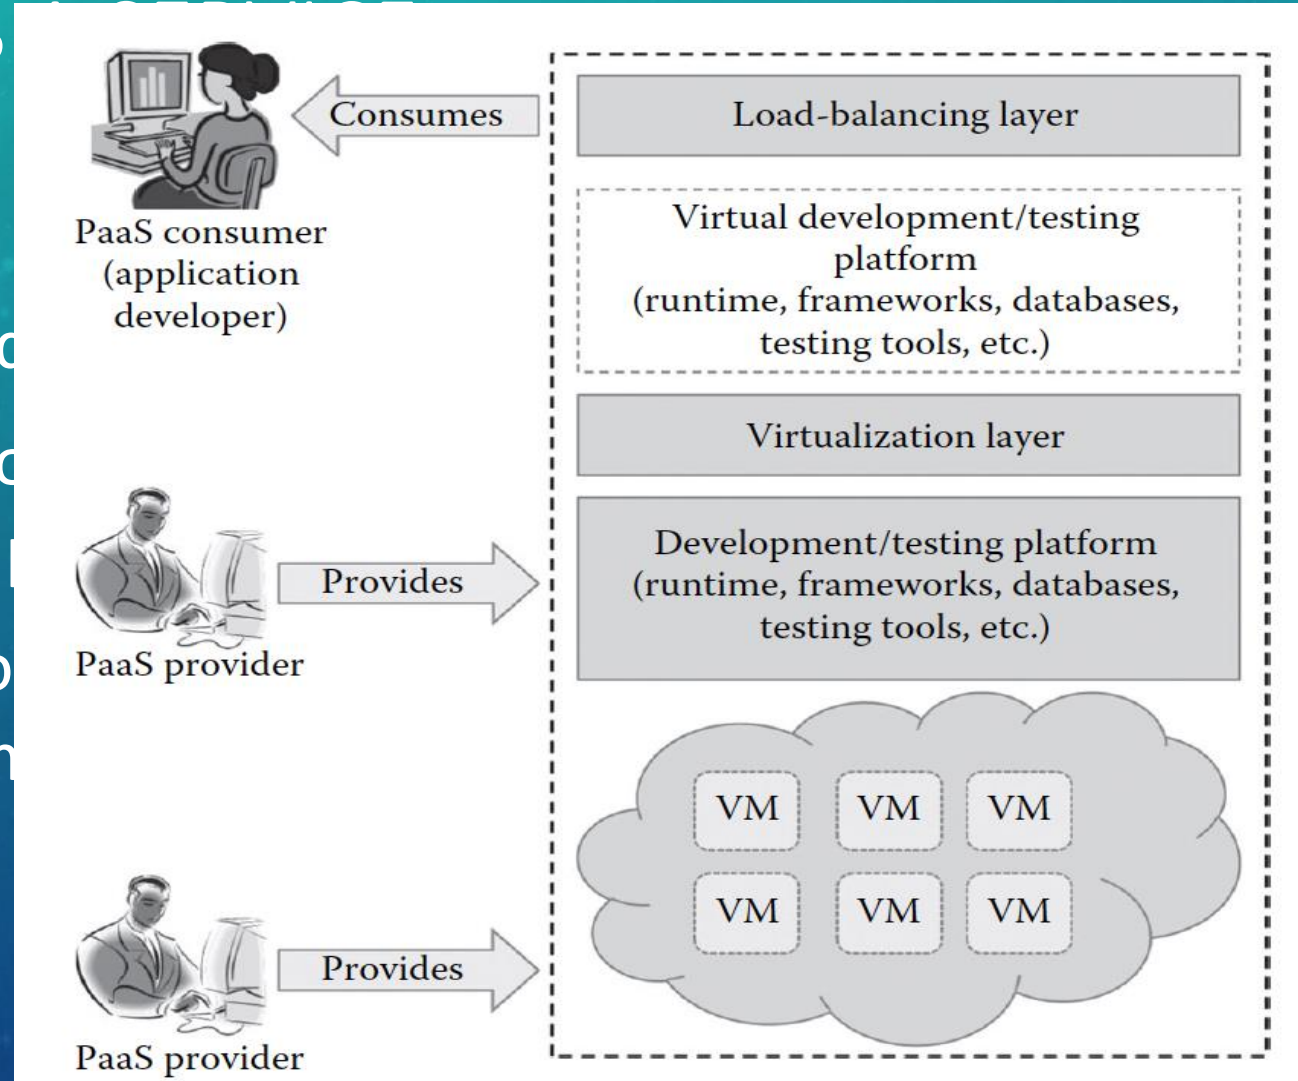 Consumes
PaaS consumer
(application
developer)
Load-balancing layer
Virtual development/testing
platform
(runtime, frameworks, databases,
testing tools, etc.)
Virtualization layer
Provides
PaaS provider
Development/testing platform
(runtime, frameworks, databases,
testing tools, etc.)
VM VM VM
VM VM VM
Provides
PaaS provider